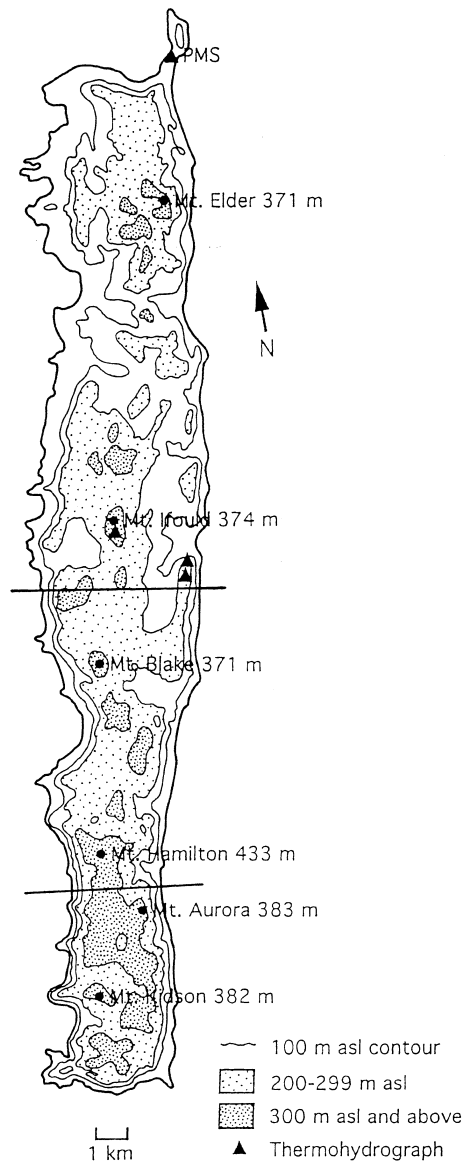 PMS
Mt. Elder 371 m
N
Mt. Ifould 374 m
Mt. Blake 371 m
Mt. Hamilton 433 m
Mt. Aurora 383 m
Mt. Kidson 382 m
100 m asl contour
200-299 m asl
300 m asl and above
Thermohydrograph
1 km